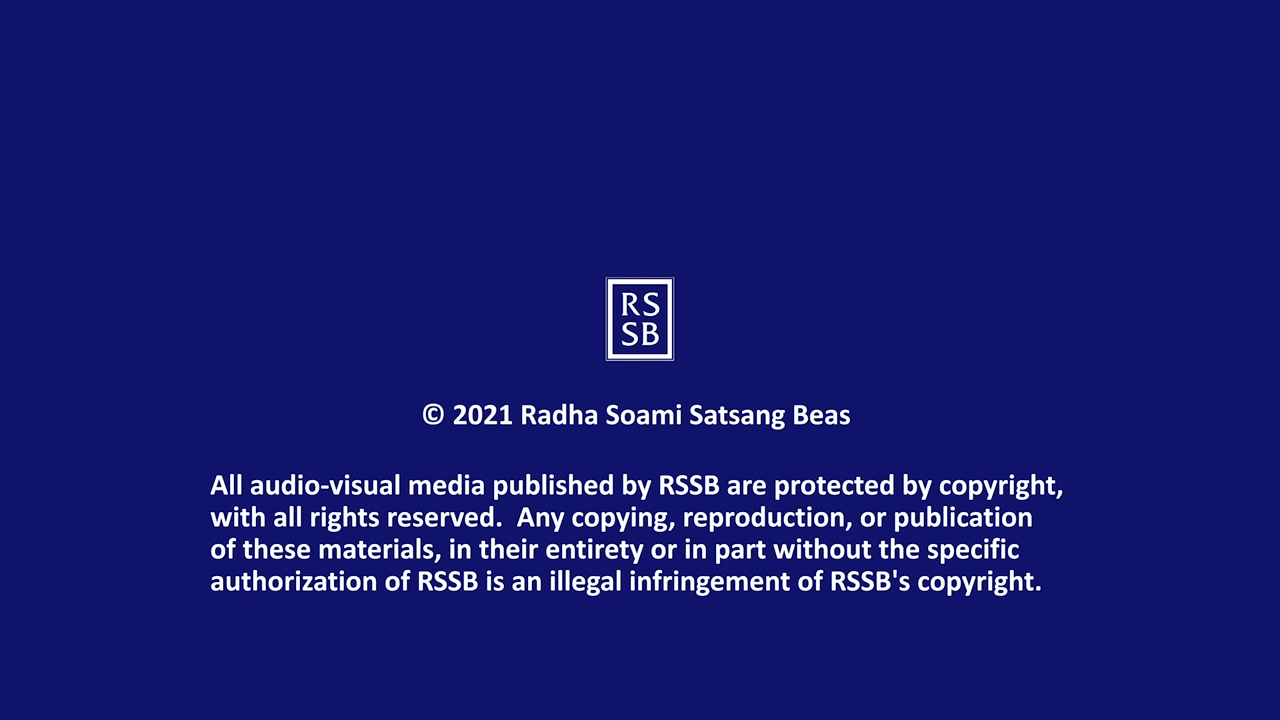 RS
SB
© 2021 Radha Soami Satsang Beas
All audio-visual media published by RSSB are protected by copyright,
with all rights reserved.  Any copying, reproduction, or publication
of these materials, in their entirety or in part without the specific
authorization of RSSB is an illegal infringement of RSSB's copyright.